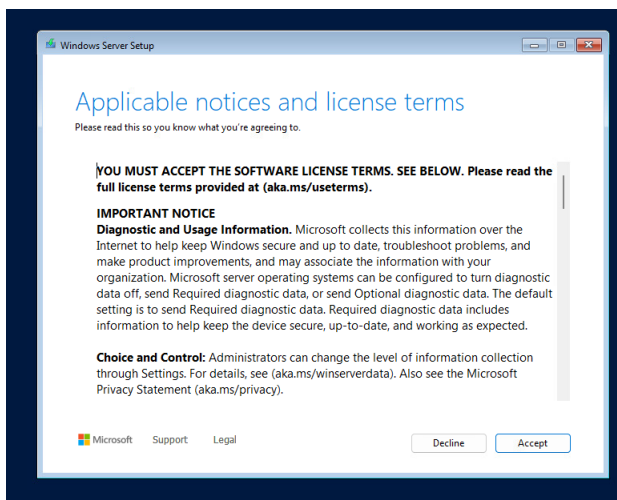 Windows Server Setup
Applicable notices and license terms
Please read this so you know what you're agreeing to.
YOU MUST ACCEPT THE SOFTWARE LICENSE TERMS. SEE BELOW. Please read the
full license terms provided at (aka.ms/useterms).
IMPORTANT NOTICE
Diagnostic and Usage Information. Microsoft collects this information over the
Internet to help keep Windows secure and up to date, troubleshoot problems, and
make product improvements, and may associate the information with your
organization. Microsoft server operating systems can be configured to turn diagnostic
data off, send Required diagnostic data, or send Optional diagnostic data. The default
setting is to send Required diagnostic data. Required diagnostic data includes
information to help keep the device secure, up-to-date, and working as expected.
Choice and Control: Administrators can change the level of information collection
through Settings. For details, see (aka.ms/winserverdata). Also see the Microsoft
Privacy Statement (aka.ms/privacy).
Microsoft Support Legal Decline Accept